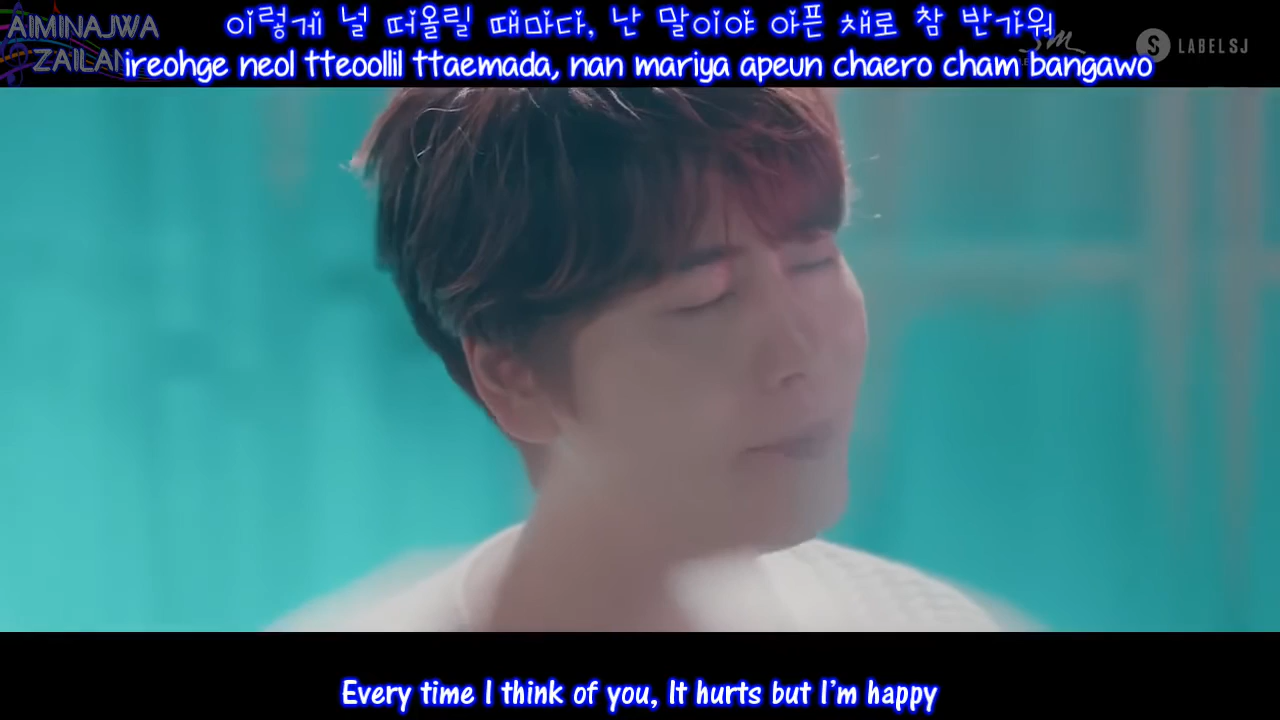 AIMINAJWA
ZAILAN
이렇게 널 떠올릴 때마다, 난 말이야 아픈 채로 참 반가워
ireohge neol tteoollil ttaemada, nan mariya apeun chaero cham bangawo
S LABELSJ
Every time I think of you, It hurts but I'm happy